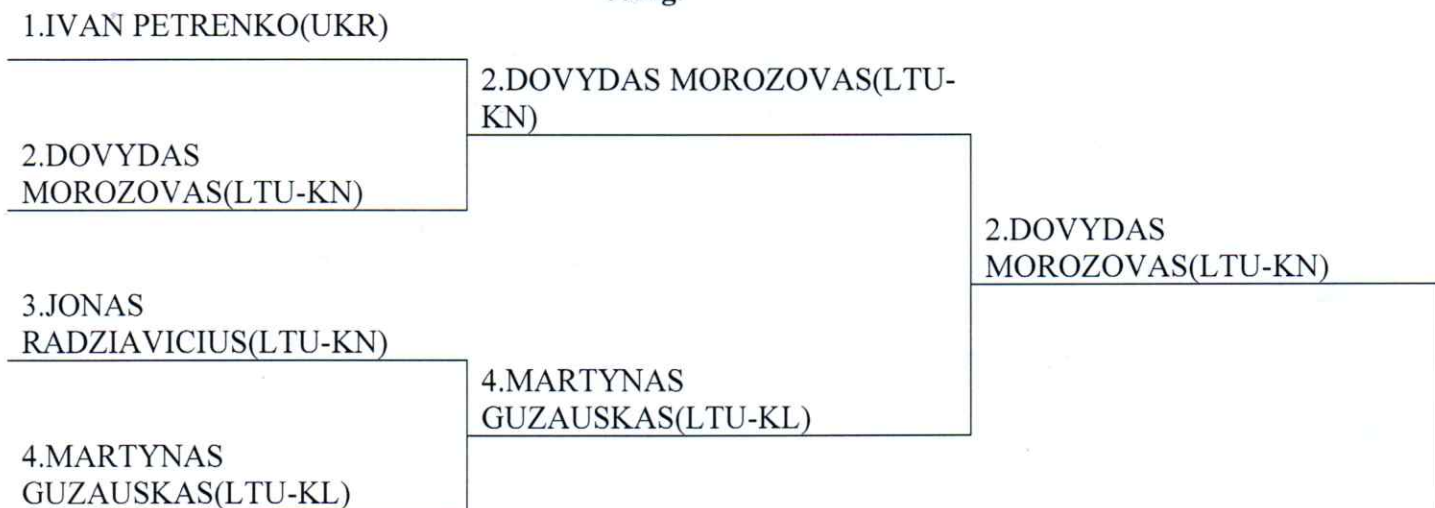 1.IVAN PETRENKO(UKR)
2.DOVYDAS MOROZOVAS(LTU-
KN)
2.DOVYDAS
MOROZOVAS(LTU-KN)
2.DOVYDAS
MOROZOVAS(LTU-KN)
3.JONAS
RADZIAVICIUS(LTU-KN)
4.MARTYNAS
GUZAUSKAS(LTU-KL)
4.MARTYNAS
GUZAUSKAS(LTU-KL)